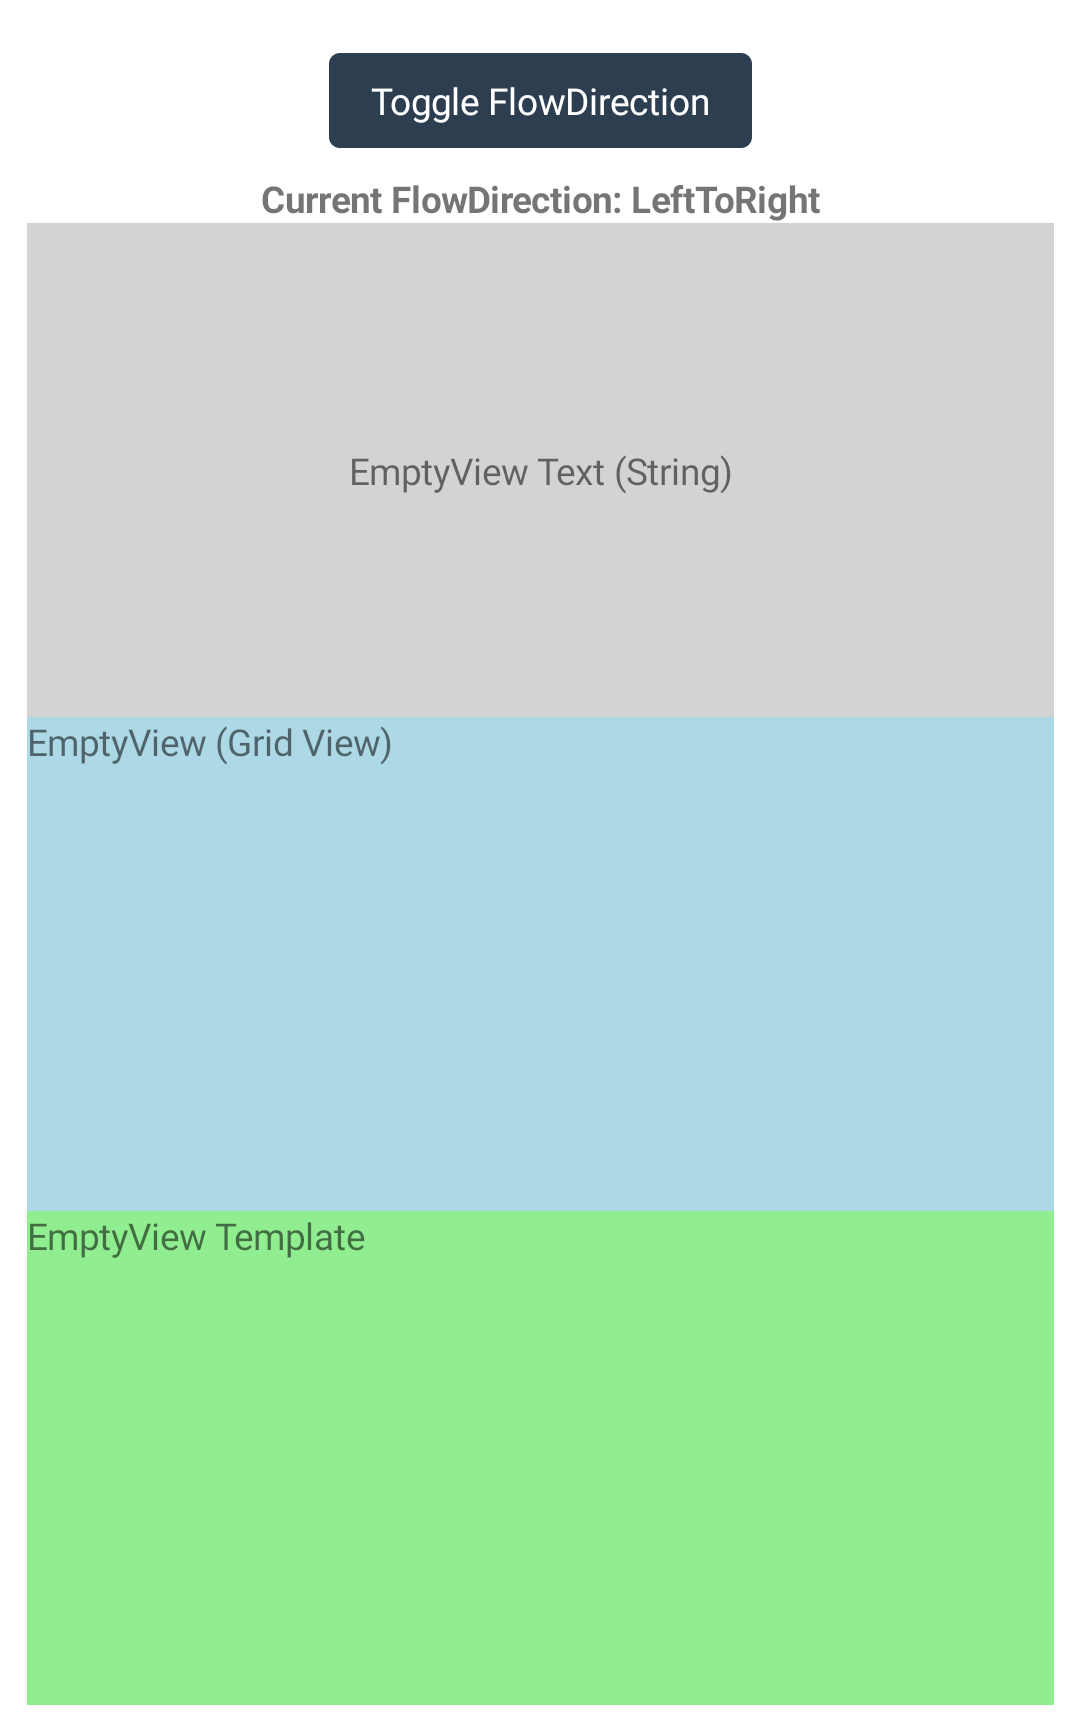 Toggle FlowDirection
Current FlowDirection: LeftToRight
EmptyView Text (String)
EmptyView (Grid View)
EmptyView Template